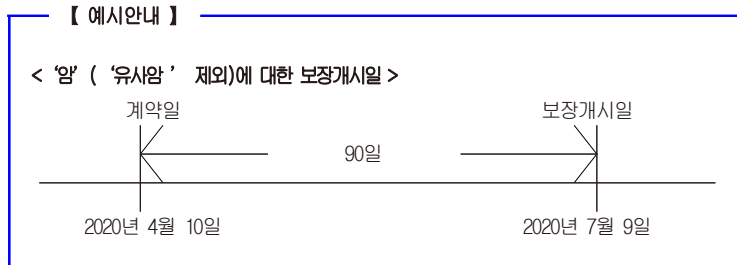 【 예시안내 】
< ‘암’ ( ‘유사암 ’ 제외)에 대한 보장개시일 >
계약일 보장개시일
90일
2020년 4월 10일 2020년 7월 9일